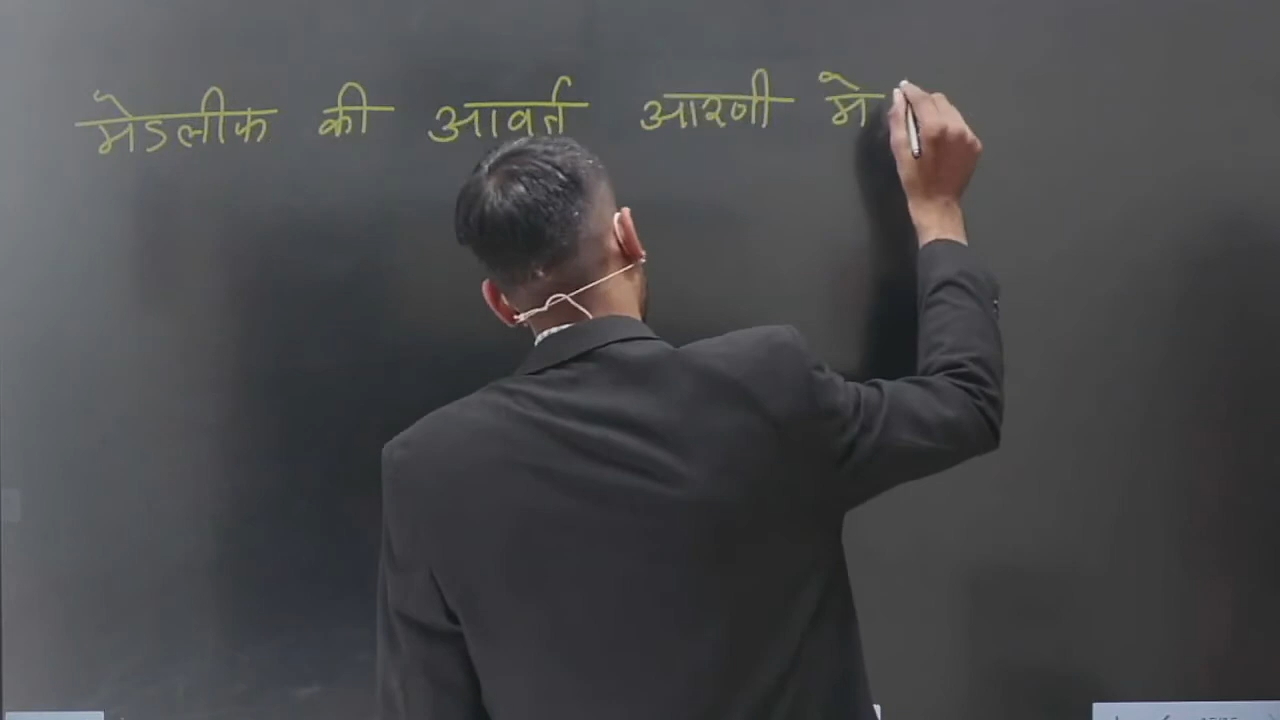 मेडलीफ की आवर्त आरणी मे